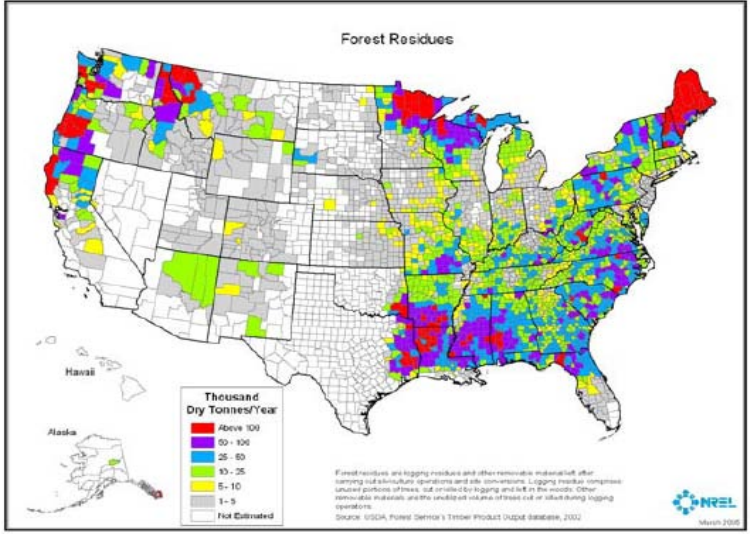 Forest Residues
Hawaii
Alaska
Thousand
Dry Tonnes/Year
Above 100
50 - 100
25 - 50
10 - 25
5 - 10
1 - 5
Not Estimated
Forest residues are logging residues and other removable material left after
carrying out silviculture operations and site conversions. Logging residue comprises
unused portions of trees, cut or killed by logging and left in the woods. Other
removable materials are the unutilized volume of trees cut or killed during logging
operations.
Source: USDA, Forest Service's Timber Product Output database, 2002
NREL
March 2005